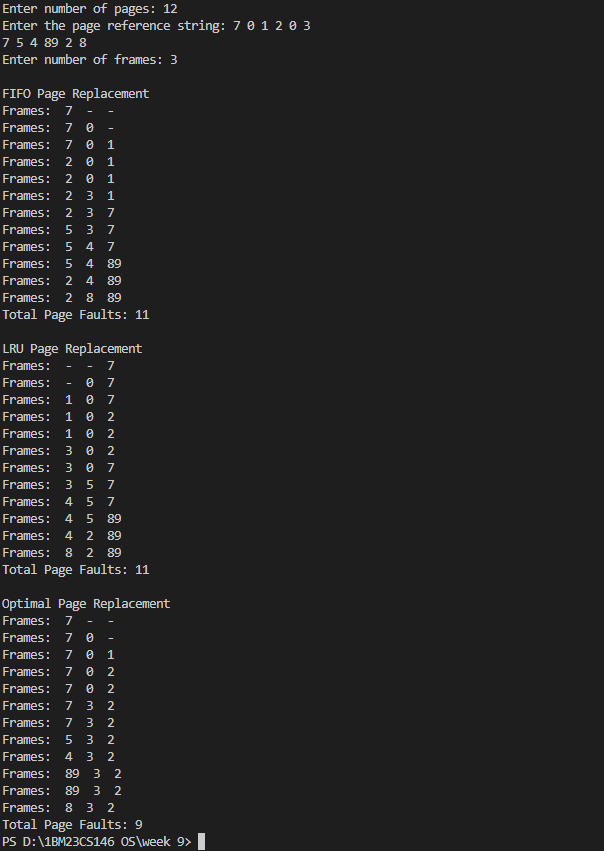 Enter number of pages: 12
Enter the page reference string: 7 0 1 2 0 3
7 5 4 89 2 8
Enter number of frames: 3
FIFO Page Replacement
Frames:  7  -  -
Frames:  7  0  -
Frames:  7  0  1
Frames:  2  0  1
Frames:  2  0  1
Frames:  2  3  1
Frames:  2  3  7
Frames:  5  3  7
Frames:  5  4  7
Frames:  5  4  89
Frames:  2  4  89
Frames:  2  8  89
Total Page Faults: 11
LRU Page Replacement
Frames:  -  -  7
Frames:  -  0  7
Frames:  1  0  7
Frames:  1  0  2
Frames:  1  0  2
Frames:  3  0  2
Frames:  3  0  7
Frames:  3  5  7
Frames:  4  5  7
Frames:  4  5  89
Frames:  4  2  89
Frames:  8  2  89
Total Page Faults: 11
Optimal Page Replacement
Frames:  7  -  -
Frames:  7  0  -
Frames:  7  0  1
Frames:  7  0  2
Frames:  7  0  2
Frames:  7  3  2
Frames:  7  3  2
Frames:  5  3  2
Frames:  4  3  2
Frames:  89  3  2
Frames:  89  3  2
Frames:  8  3  2
Total Page Faults: 9
PS D:\1BM23CS146 OS\week 9>